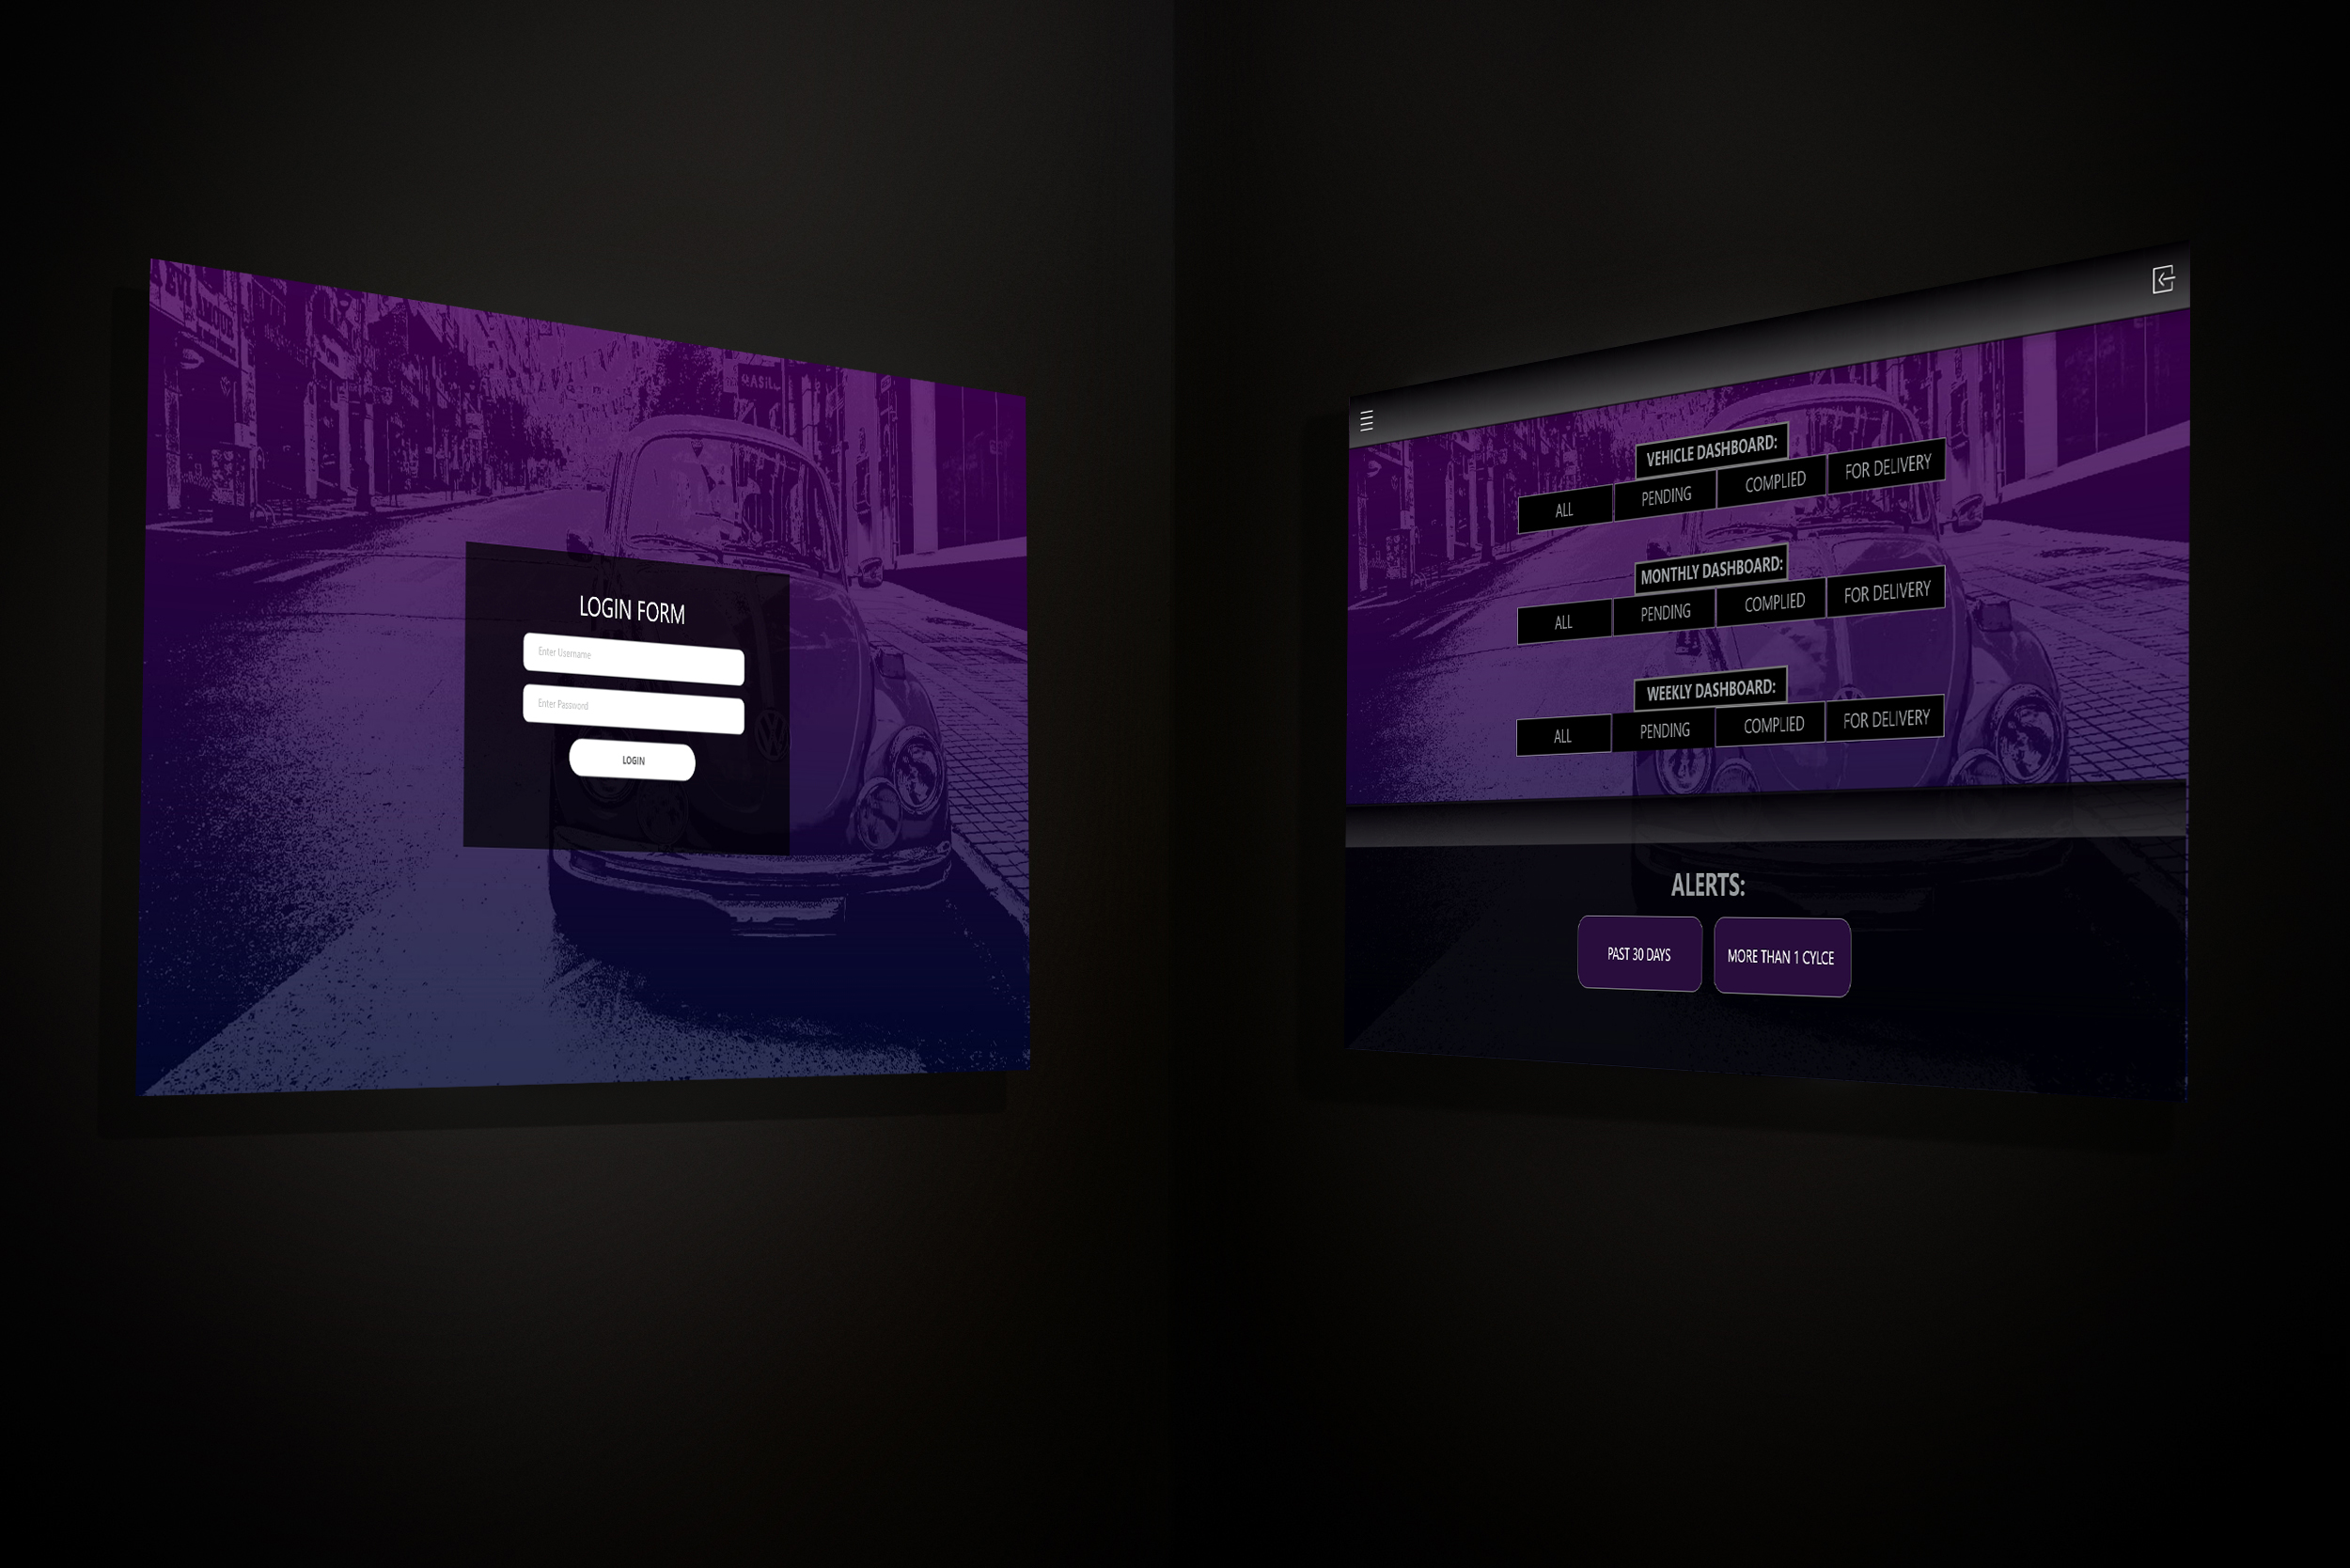 LOGIN FORM
Enter Username
Enter Password
LOGIN
VEHICLE DASHBOARD:
ALL PENDING COMPLIED FOR DELIVERY
MONTHLY DASHBOARD:
ALL PENDING COMPLIED FOR DELIVERY
WEEKLY DASHBOARD:
ALL PENDING COMPLIED FOR DELIVERY
ALERTS:
PAST 30 DAYS MORE THAN 1 CYLCE